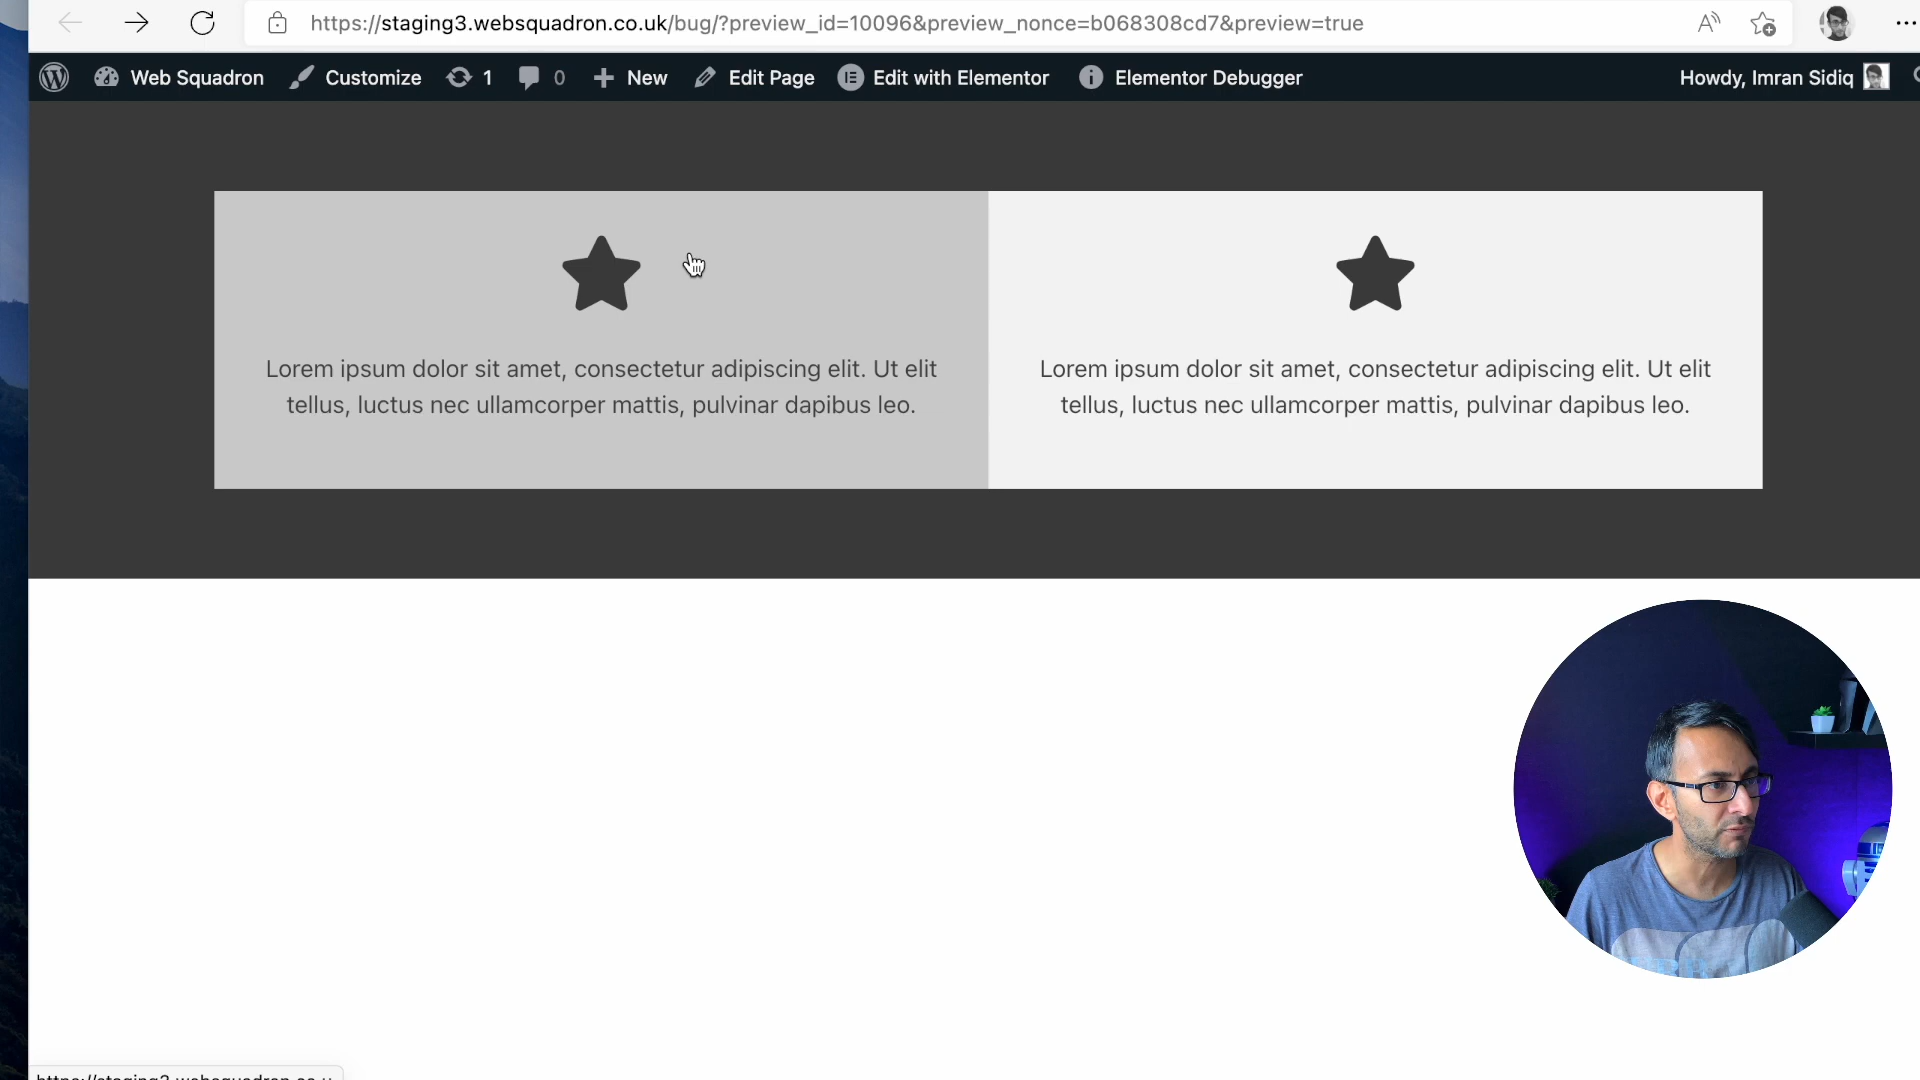 https://staging3.websquadron.co.uk/bug/?preview_id=10096&preview_nonce=b068308cd7&preview=true
Web Squadron Customize 1 0 New Edit Page Edit with Elementor Elementor Debugger Howdy, Imran Sidiq
Lorem ipsum dolor sit amet, consectetur adipiscing elit. Ut elit
tellus, luctus nec ullamcorper mattis, pulvinar dapibus leo.
Lorem ipsum dolor sit amet, consectetur adipiscing elit. Ut elit
tellus, luctus nec ullamcorper mattis, pulvinar dapibus leo.